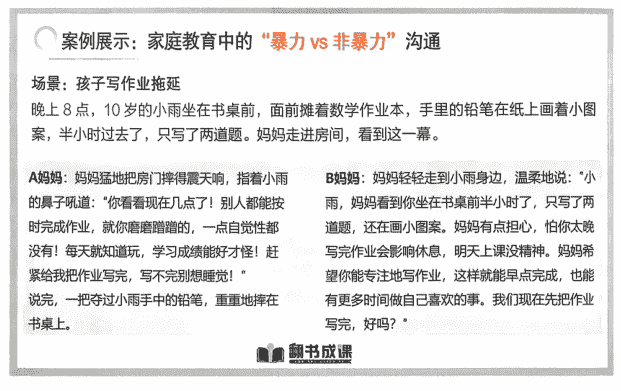 案例展示：家庭教育中的“暴力 vs 非暴力”沟通
场景：孩子写作业拖延
晚上 8 点，10 岁的小雨坐在书桌前，面前摊着数学作业本，手里的铅笔在纸上画着小图
案，半小时过去了，只写了两道题。妈妈走进房间，看到这一幕。
A妈妈：妈妈猛地把房门摔得震天响，指着小雨
的鼻子吼道：“你看看现在几点了！别人都能按
时完成作业，就你磨磨蹭蹭的，一点自觉性都
没有！每天就知道玩，学习成绩能好才怪！赶
紧给我把作业写完，写不完别想睡觉！”
说完，一把夺过小雨手中的铅笔，重重地摔在
书桌上。
B妈妈：妈妈轻轻走到小雨身边，温柔地说：“小
雨，妈妈看到你坐在书桌前半小时了，只写了两
道题，还在画小图案。妈妈有点担心，怕你太晚
写完作业会影响休息，明天上课没精神。妈妈希
望你能专注地写作业，这样就能早点完成，也能
有更多时间做自己喜欢的事。我们现在先把作业
写完，好吗？”
翻书成课